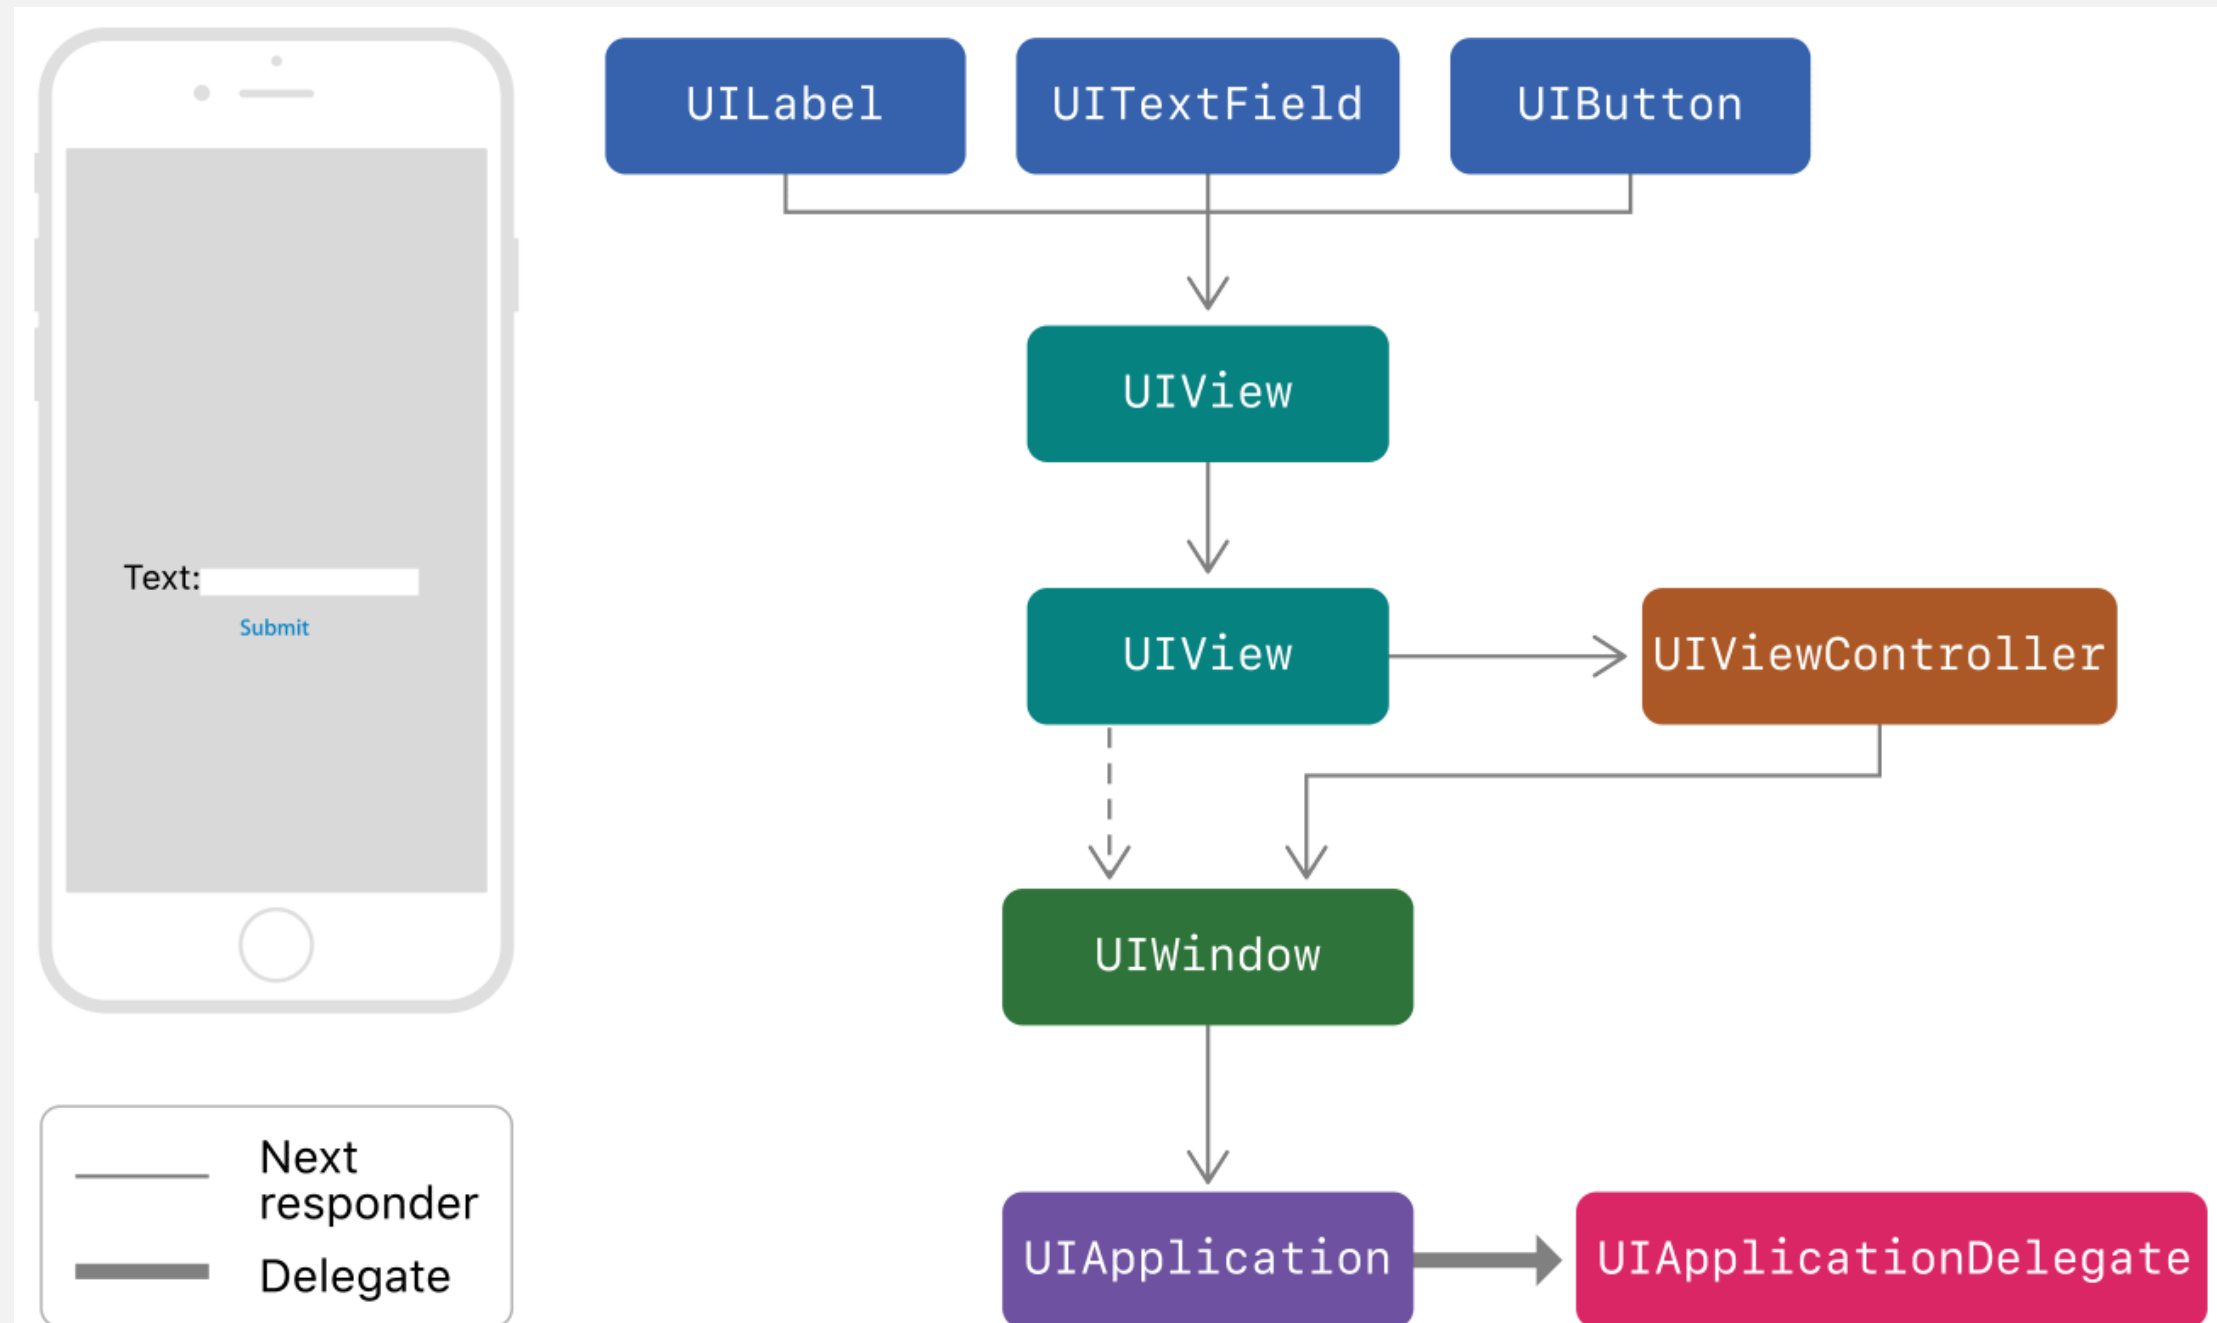 UILabel
UITextField
UIButton
UIView
Text:
Submit
UIView
UIViewController
UIWindow
Next
responder
Delegate
UIApplication
UIApplicationDelegate